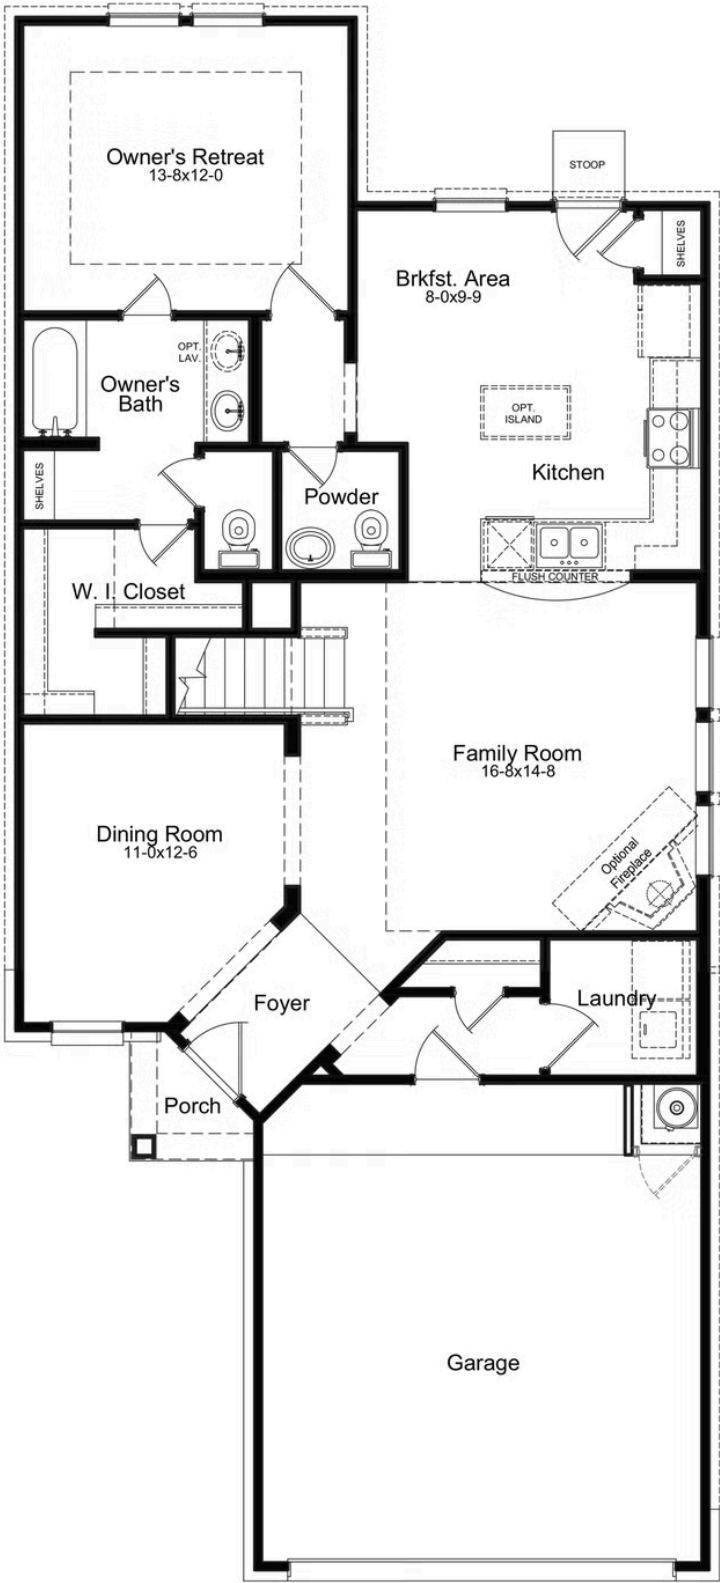 Owner's Retreat
13-8x12-0
STOOP
SHELVES
Brkfst. Area
8-0x9-9
OPT.
LAV.
Owner's
Bath
OPT.
ISLAND
SHELVES
Powder
Kitchen
FLUSH COUNTER
W. I. Closet
Family Room
16-8x14-8
Dining Room
11-0x12-6
Optional
Fireplace
Foyer
Laundry
Porch
Garage